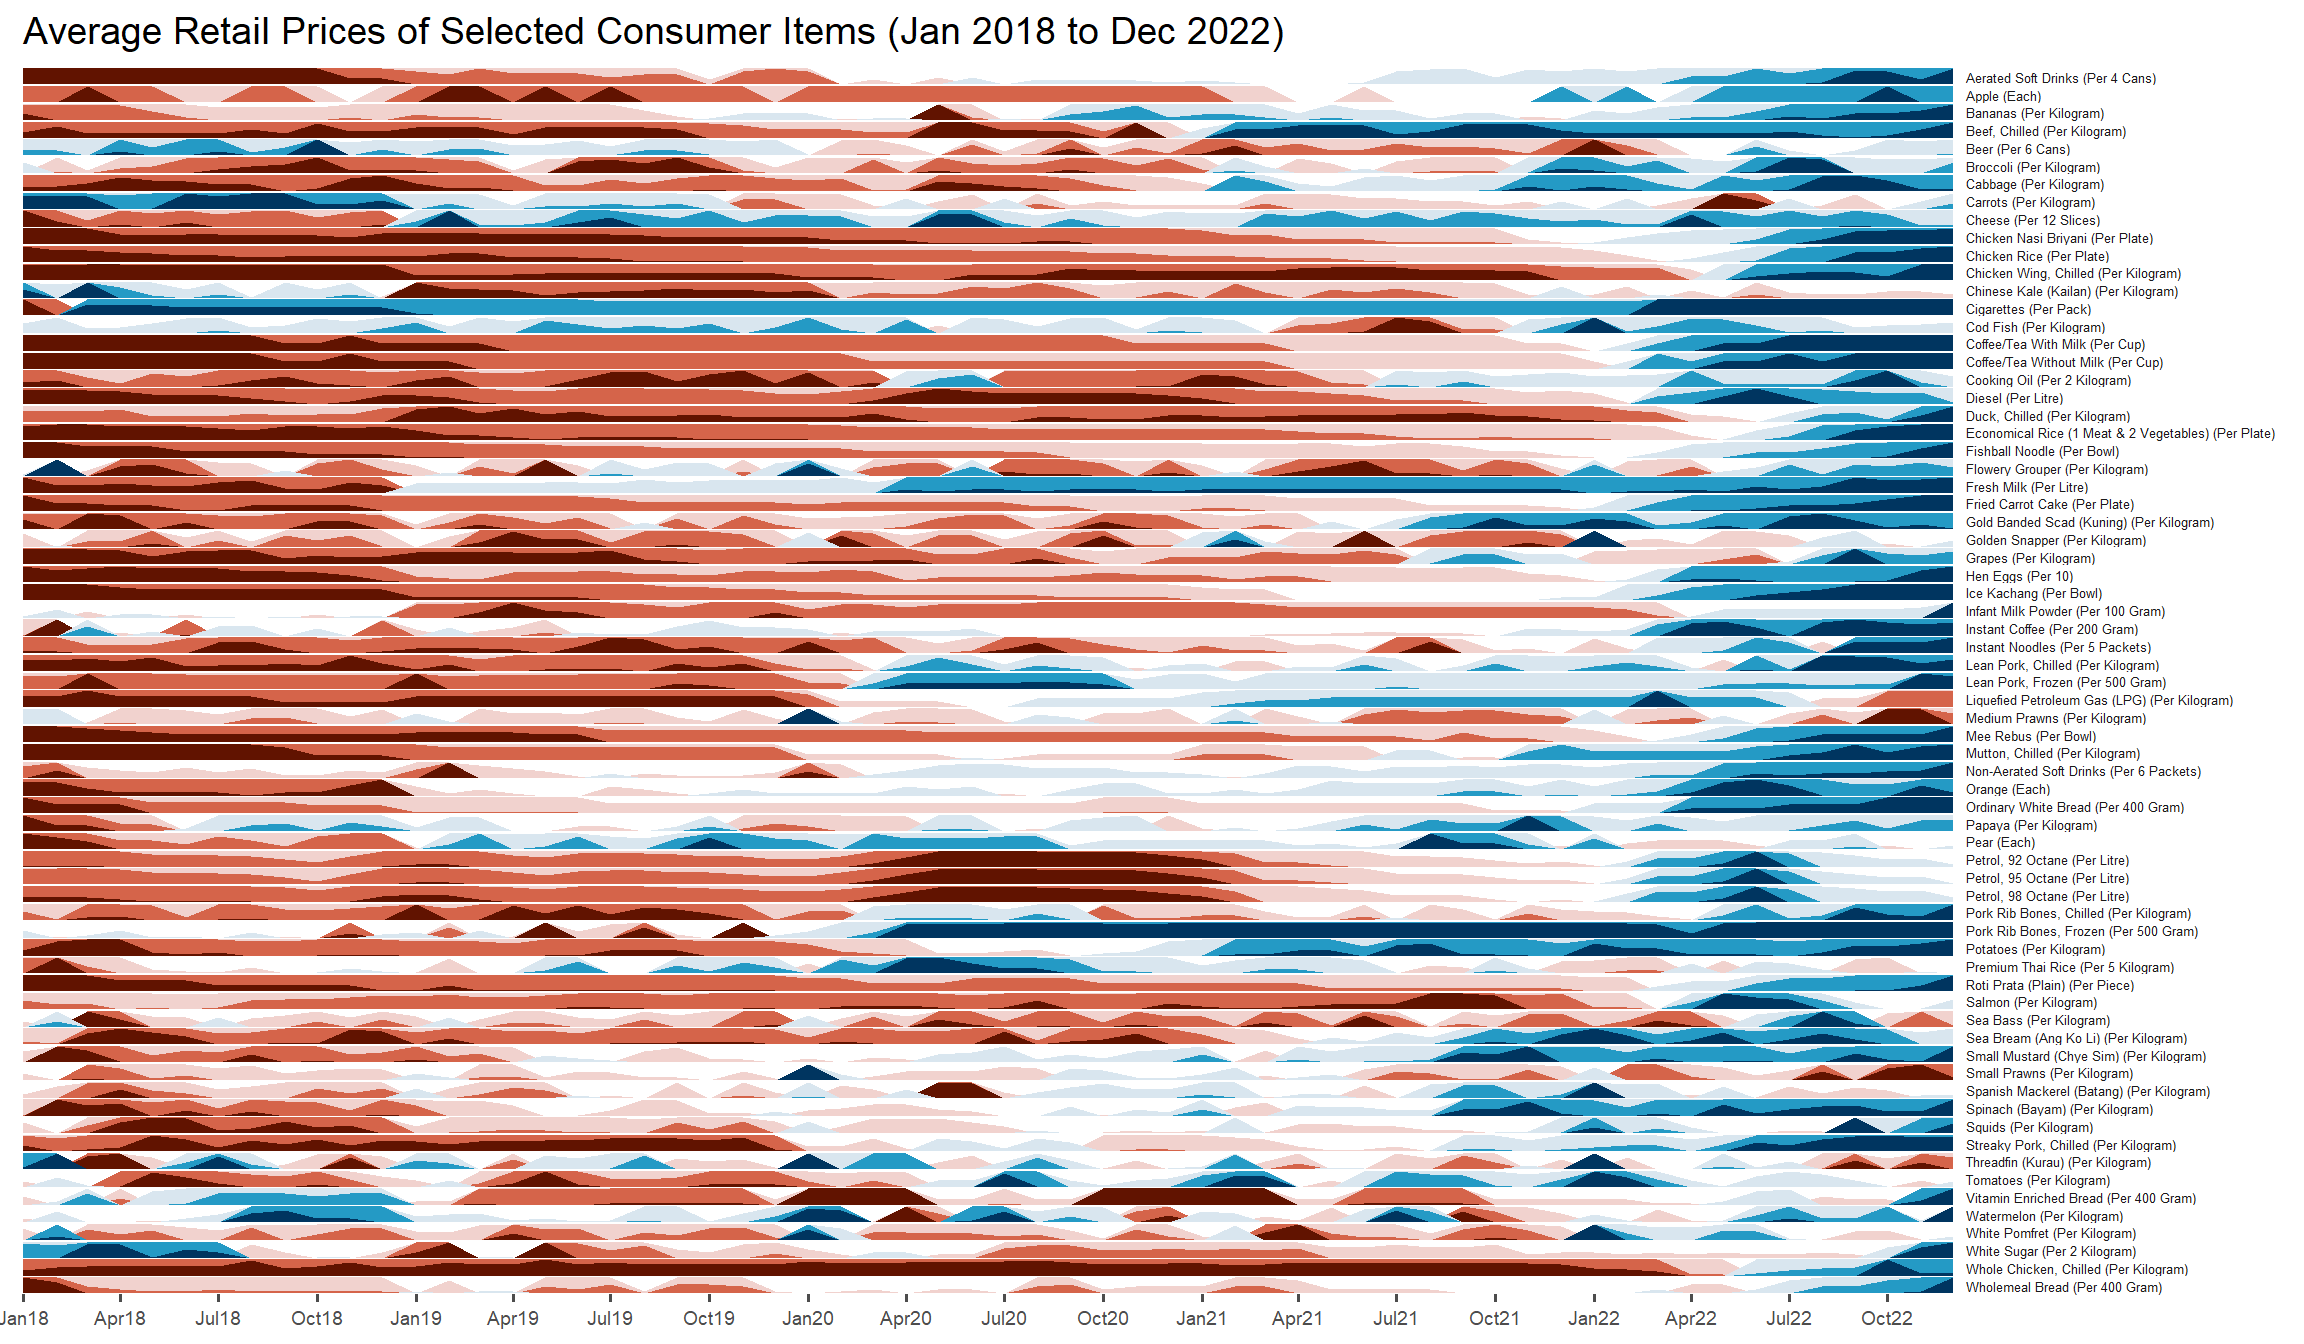 Average Retail Prices of Selected Consumer Items (Jan 2018 to Dec 2022)
Aerated Soft Drinks (Per 4 Cans)
Apple (Each)
Bananas (Per Kilogram)
Beef, Chilled (Per Kilogram)
Beer (Per 6 Cans)
Broccoli (Per Kilogram)
Cabbage (Per Kilogram)
Carrots (Per Kilogram)
Cheese (Per 12 Slices)
Chicken Nasi Briyani (Per Plate)
Chicken Rice (Per Plate)
Chicken Wing, Chilled (Per Kilogram)
Chinese Kale (Kailan) (Per Kilogram)
Cigarettes (Per Pack)
Cod Fish (Per Kilogram)
Coffee/Tea With Milk (Per Cup)
Coffee/Tea Without Milk (Per Cup)
Cooking Oil (Per 2 Kilogram)
Diesel (Per Litre)
Duck, Chilled (Per Kilogram)
Economical Rice (1 Meat & 2 Vegetables) (Per Plate)
Fishball Noodle (Per Bowl)
Flowery Grouper (Per Kilogram)
Fresh Milk (Per Litre)
Fried Carrot Cake (Per Plate)
Gold Banded Scad (Kuning) (Per Kilogram)
Golden Snapper (Per Kilogram)
Grapes (Per Kilogram)
Hen Eggs (Per 10)
Ice Kachang (Per Bowl)
Infant Milk Powder (Per 100 Gram)
Instant Coffee (Per 200 Gram)
Instant Noodles (Per 5 Packets)
Lean Pork, Chilled (Per Kilogram)
Lean Pork, Frozen (Per 500 Gram)
Liquefied Petroleum Gas (LPG) (Per Kilogram)
Medium Prawns (Per Kilogram)
Mee Rebus (Per Bowl)
Mutton, Chilled (Per Kilogram)
Non-Aerated Soft Drinks (Per 6 Packets)
Orange (Each)
Ordinary White Bread (Per 400 Gram)
Papaya (Per Kilogram)
Pear (Each)
Petrol, 92 Octane (Per Litre)
Petrol, 95 Octane (Per Litre)
Petrol, 98 Octane (Per Litre)
Pork Rib Bones, Chilled (Per Kilogram)
Pork Rib Bones, Frozen (Per 500 Gram)
Potatoes (Per Kilogram)
Premium Thai Rice (Per 5 Kilogram)
Roti Prata (Plain) (Per Piece)
Salmon (Per Kilogram)
Sea Bass (Per Kilogram)
Sea Bream (Ang Ko Li) (Per Kilogram)
Small Mustard (Chye Sim) (Per Kilogram)
Small Prawns (Per Kilogram)
Spanish Mackerel (Batang) (Per Kilogram)
Spinach (Bayam) (Per Kilogram)
Squids (Per Kilogram)
Streaky Pork, Chilled (Per Kilogram)
Threadfin (Kurau) (Per Kilogram)
Tomatoes (Per Kilogram)
Vitamin Enriched Bread (Per 400 Gram)
Watermelon (Per Kilogram)
White Pomfret (Per Kilogram)
White Sugar (Per 2 Kilogram)
Whole Chicken, Chilled (Per Kilogram)
Wholemeal Bread (Per 400 Gram)
Jan18 Apr18 Jul18 Oct18 Jan19 Apr19 Jul19 Oct19 Jan20 Apr20 Jul20 Oct20 Jan21 Apr21 Jul21 Oct21 Jan22 Apr22 Jul22 Oct22